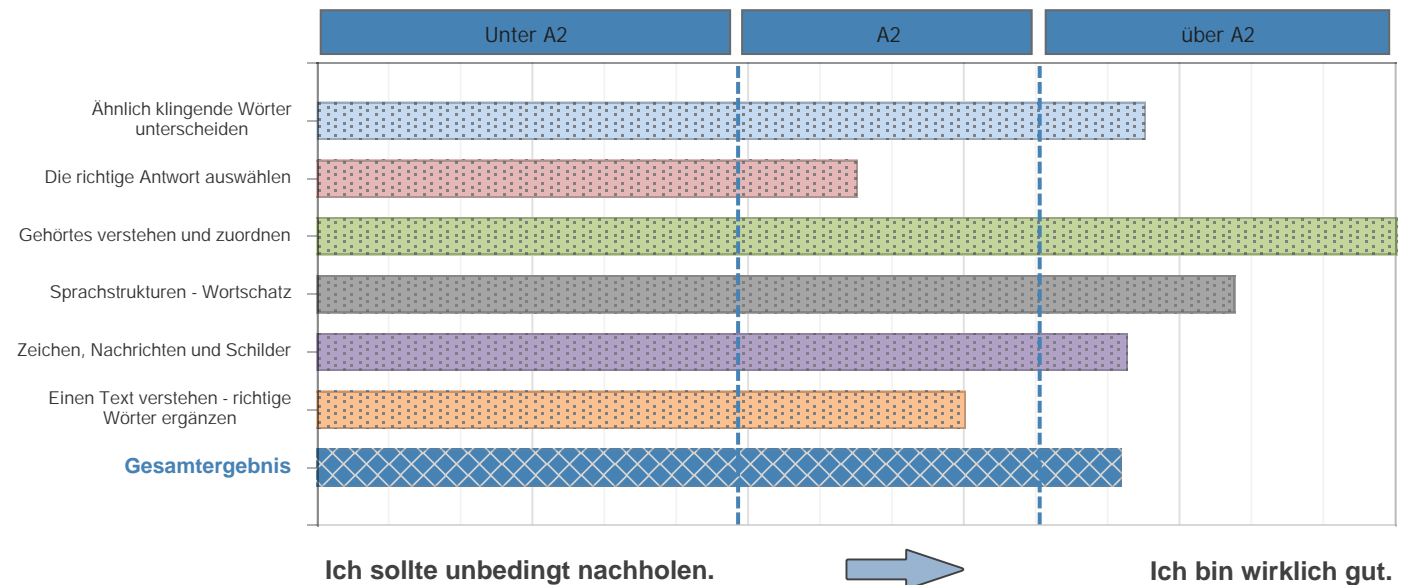 Unter A2
A2
über A2
Ähnlich klingende Wörter
unterscheiden
Die richtige Antwort auswählen
Gehörtes verstehen und zuordnen
Sprachstrukturen - Wortschatz
Zeichen, Nachrichten und Schilder
Einen Text verstehen - richtige
Wörter ergänzen
Gesamtergebnis
Ich sollte unbedingt nachholen.
Ich bin wirklich gut.